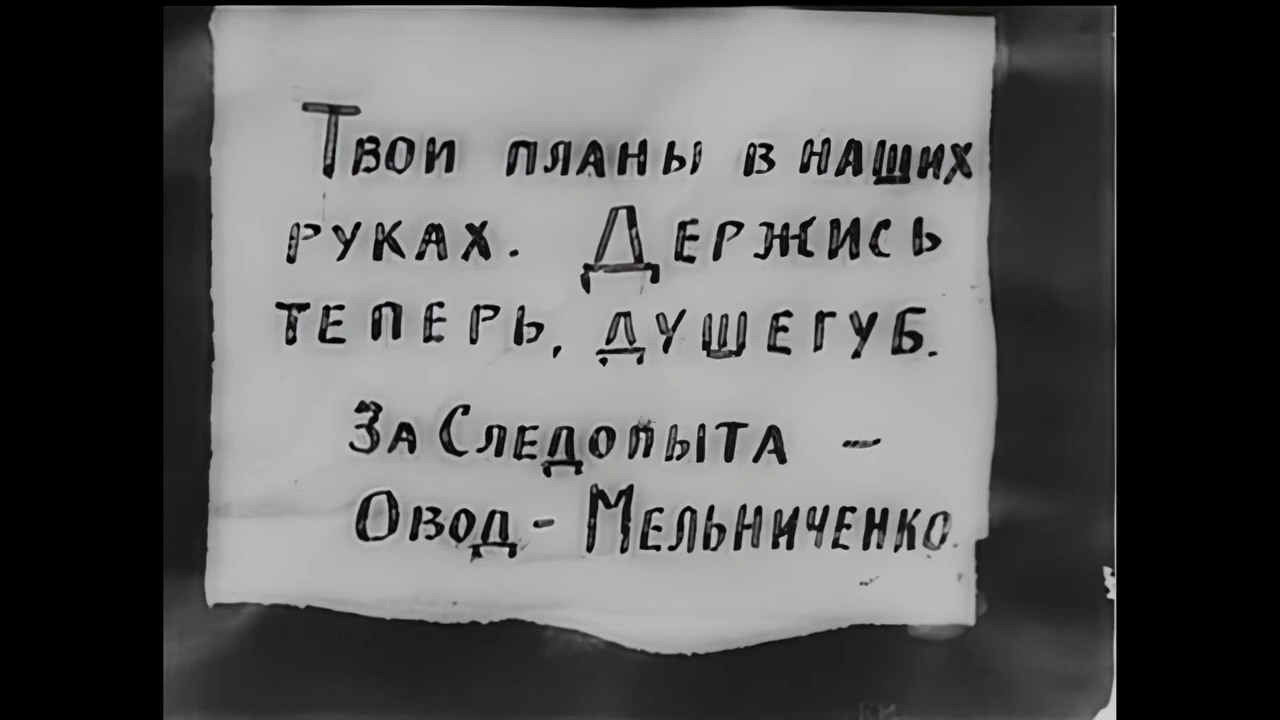 Твои планы в наших
руках. Держись
теперь, душегуб.
За Следопыта –
Овод - Мельниченко